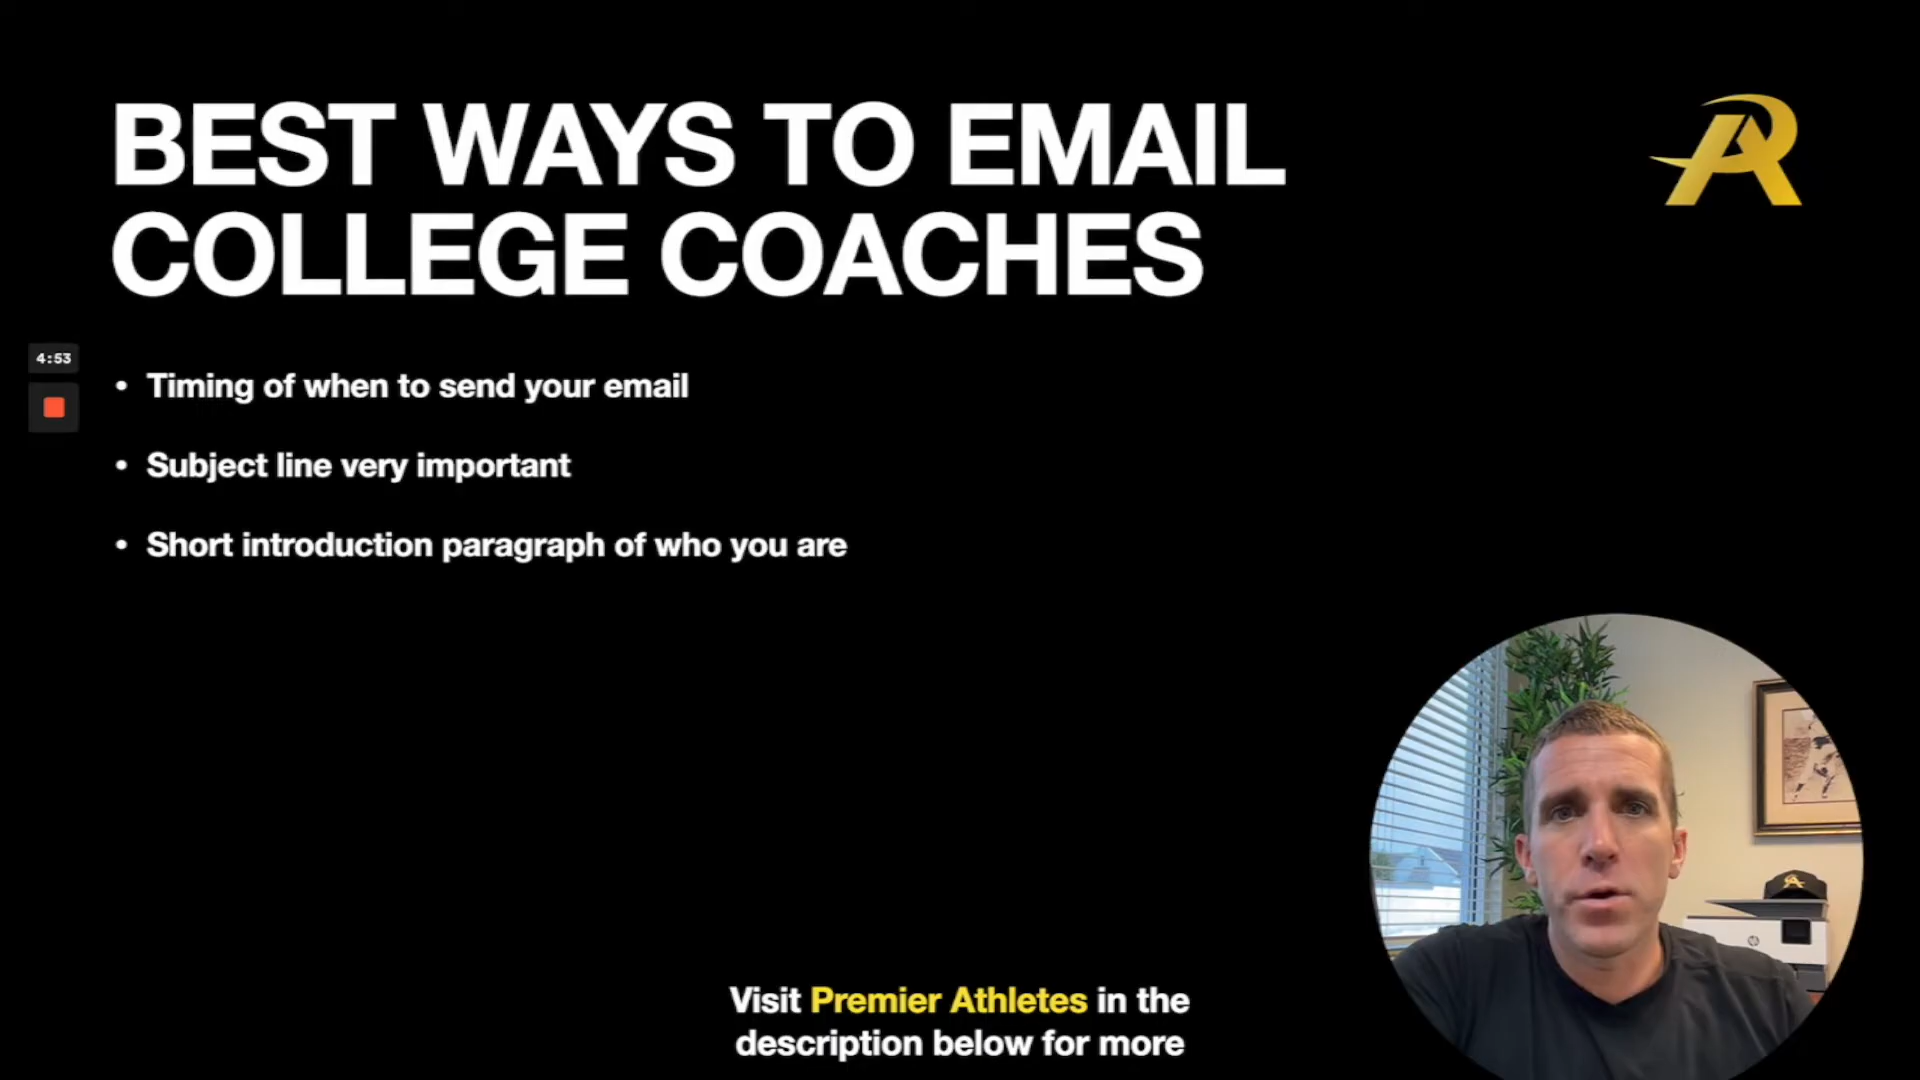 BEST WAYS TO EMAIL
COLLEGE COACHES
4:53
• Timing of when to send your email
• Subject line very important
• Short introduction paragraph of who you are
Visit Premier Athletes in the
description below for more